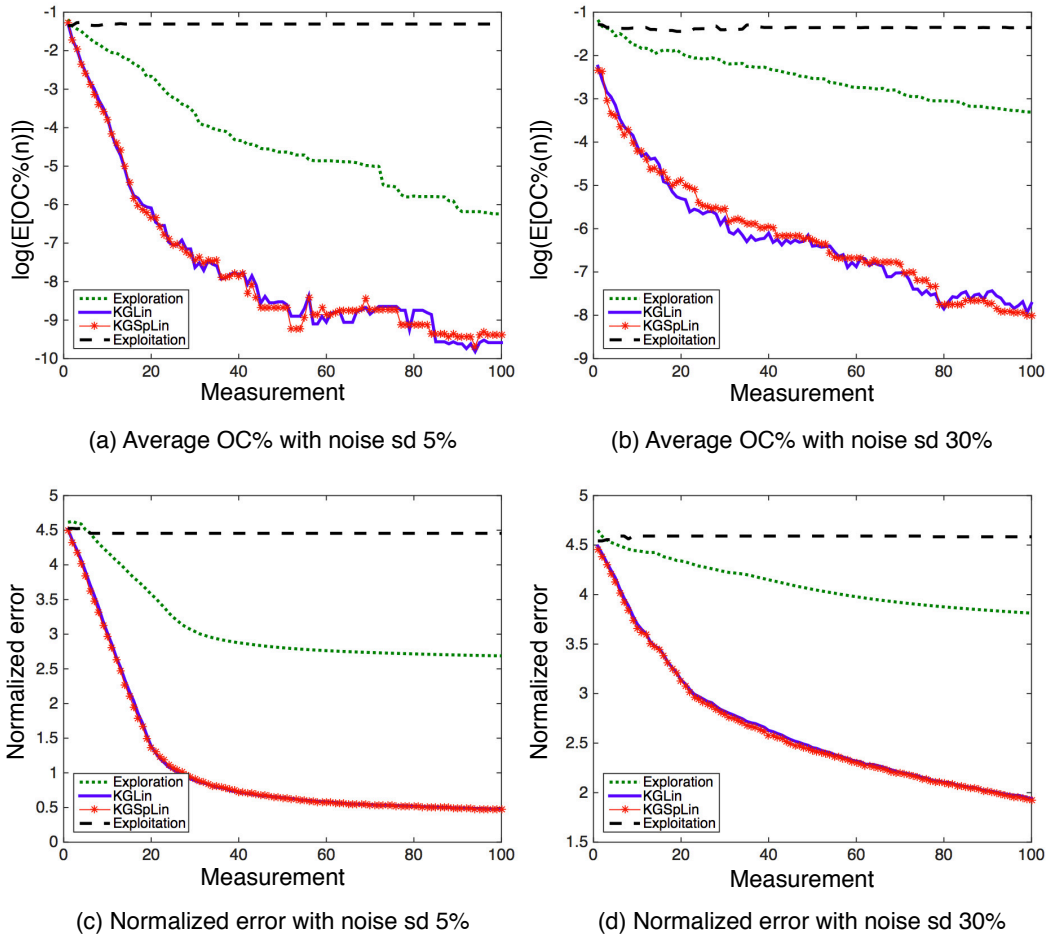 -1
-2
-3
-4
-5
-6
-7
-8
-9
-10
log(E[OC%(n)])
Exploration
KGLin
KGSpLin
Exploitation
0 20 40 60 80 100
Measurement
(a) Average OC% with noise sd 5%
-1
-2
-3
-4
-5
-6
-7
-8
-9
log(E[OC%(n)])
Exploration
KGLin
KGSpLin
Exploitation
0 20 40 60 80 100
Measurement
(b) Average OC% with noise sd 30%
5
4.5
4
3.5
3
2.5
2
1.5
1
0.5
0
Normalized error
Exploration
KGLin
KGSpLin
Exploitation
0 20 40 60 80 100
Measurement
(c) Normalized error with noise sd 5%
5
4.5
4
3.5
3
2.5
2
1.5
Normalized error
Exploration
KGLin
KGSpLin
Exploitation
0 20 40 60 80 100
Measurement
(d) Normalized error with noise sd 30%